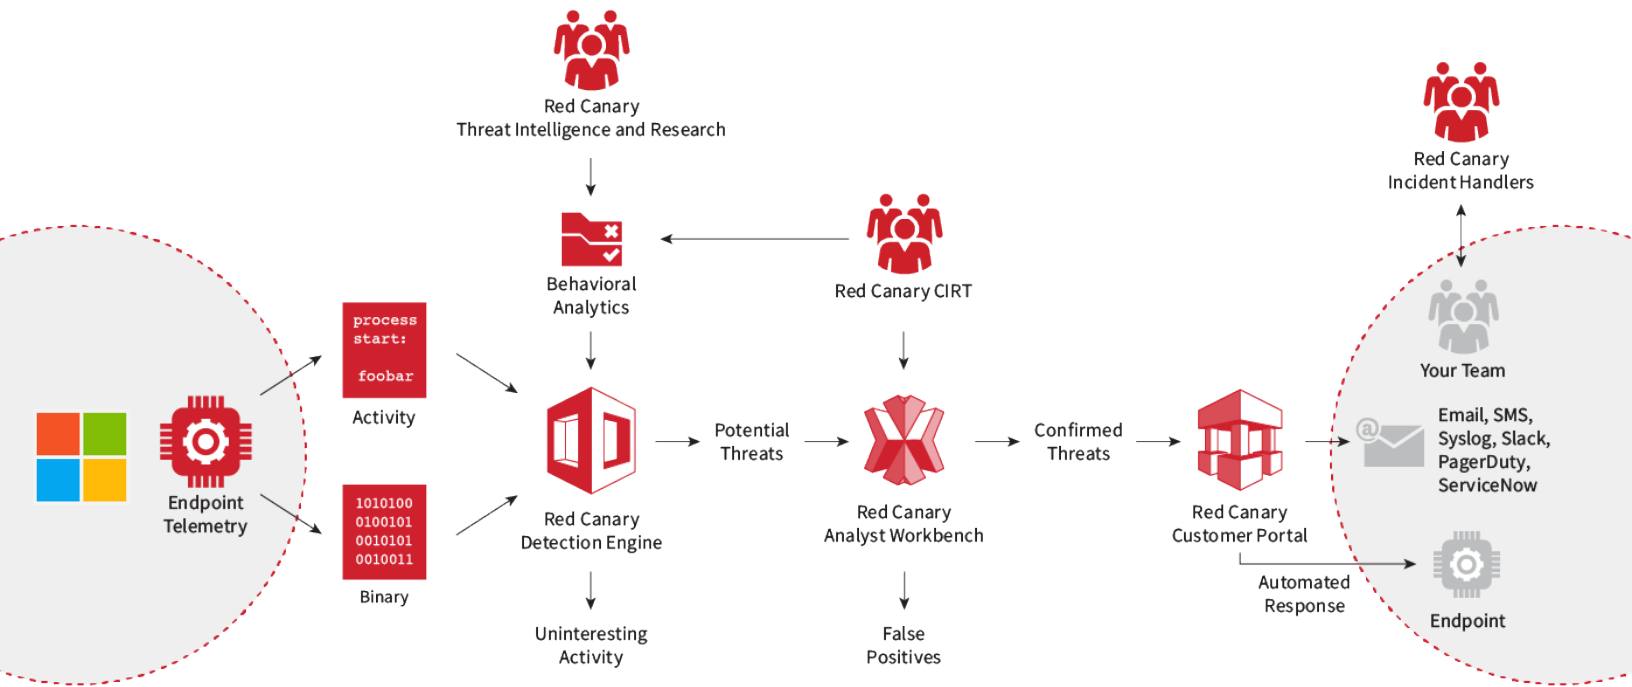 Red Canary
Threat Intelligence and Research
Red Canary
Incident Handlers
Behavioral
Analytics
Red Canary CIRT
process
start:
foobar
Activity
Your Team
Endpoint
Telemetry
1010100
0100101
0010101
0010011
Binary
Red Canary
Detection Engine
Potential
Threats
Red Canary
Analyst Workbench
Confirmed
Threats
Red Canary
Customer Portal
@
Email, SMS,
Syslog, Slack,
PagerDuty,
ServiceNow
Automated
Response
Endpoint
Uninteresting
Activity
False
Positives